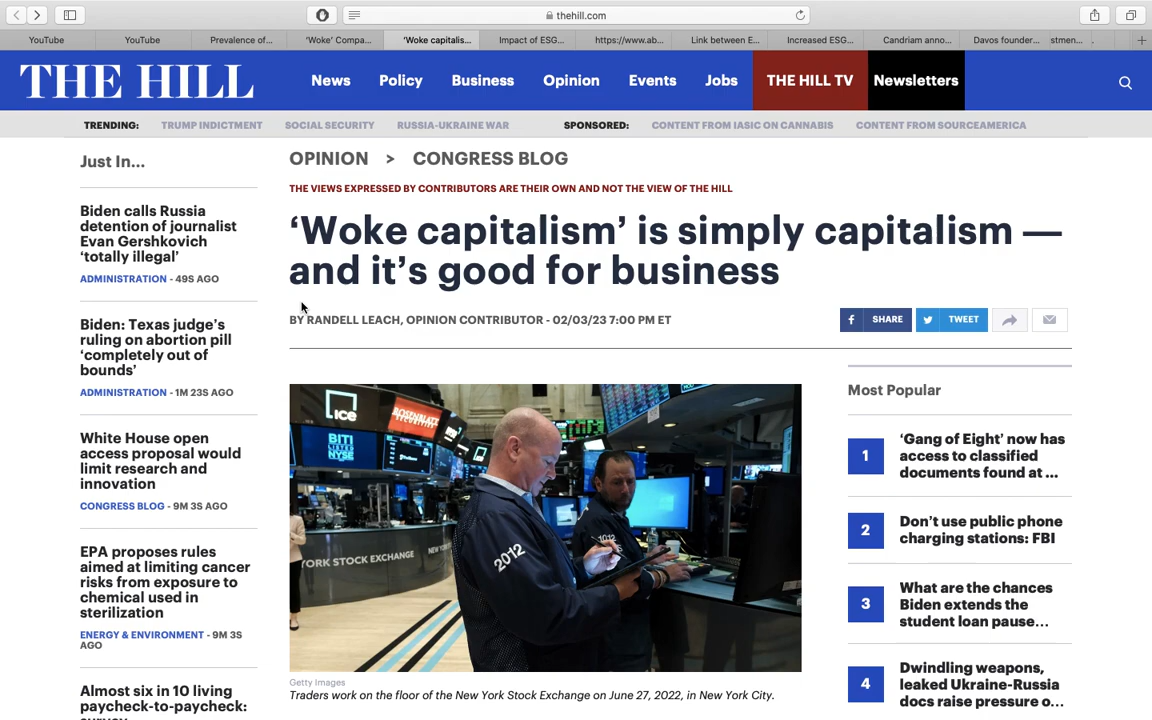 thehill.com
YouTube
YouTube
Prevalence of...
‘Woke’ Compa...
‘Woke capitalis...
Impact of ESG...
https://www.ab...
Link between E...
Increased ESG...
Candriam anno...
Davos founder...
stmen...
THE HILL
News
Policy
Business
Opinion
Events
Jobs
THE HILL TV
Newsletters
TRENDING:
TRUMP INDICTMENT
SOCIAL SECURITY
RUSSIA-UKRAINE WAR
SPONSORED:
CONTENT FROM IASIC ON CANNABIS
CONTENT FROM SOURCEAMERICA
Just In...
Biden calls Russia
detention of journalist
Evan Gershkovich
‘totally illegal’
ADMINISTRATION - 49S AGO
Biden: Texas judge’s
ruling on abortion pill
‘completely out of
bounds’
ADMINISTRATION - 1M 23S AGO
White House open
access proposal would
limit research and
innovation
CONGRESS BLOG - 9M 3S AGO
EPA proposes rules
aimed at limiting cancer
risks from exposure to
chemical used in
sterilization
ENERGY & ENVIRONMENT - 9M 3S
AGO
Almost six in 10 living
paycheck-to-paycheck:
OPINION > CONGRESS BLOG
THE VIEWS EXPRESSED BY CONTRIBUTORS ARE THEIR OWN AND NOT THE VIEW OF THE HILL
‘Woke capitalism’ is simply capitalism —
and it’s good for business
BY RANDELL LEACH, OPINION CONTRIBUTOR - 02/03/23 7:00 PM ET
SHARE
TWEET
ice
ROSENBLATT
SECURITIES
BITI
LISTED
NYSE
YORK STOCK EXCHANGE
NEW
2012
1012
Getty Images
Traders work on the floor of the New York Stock Exchange on June 27, 2022, in New York City.
Most Popular
1
‘Gang of Eight’ now has
access to classified
documents found at ...
2
Don’t use public phone
charging stations: FBI
3
What are the chances
Biden extends the
student loan pause...
4
Dwindling weapons,
leaked Ukraine-Russia
docs raise pressure o...